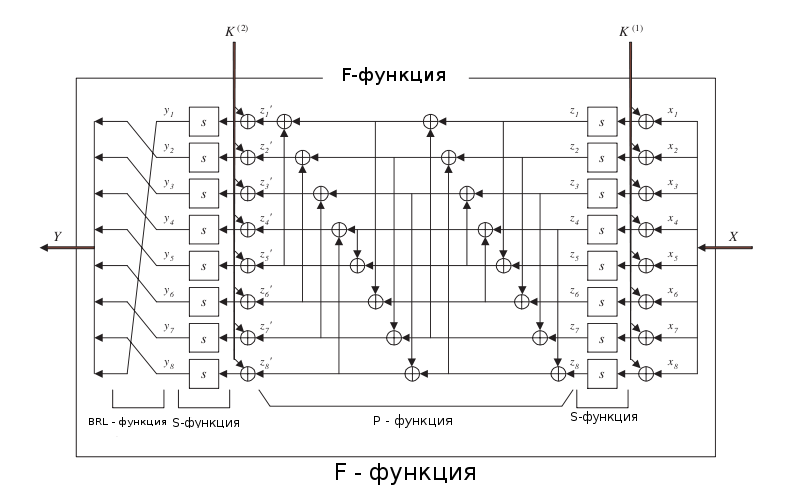 K (2) K (1)
F-функция
y1 s z1' z1 s x1
y2 s z2' z2 s x2
y3 s z3' z3 s x3
y4 s z4' z4 s x4
Y y5 s z5' z5 s x5 X
y6 s z6' z6 s x6
y7 s z7' z7 s x7
y8 s z8' z8 s x8
BRL - функция S-функция P - функция S-функция
F - функция